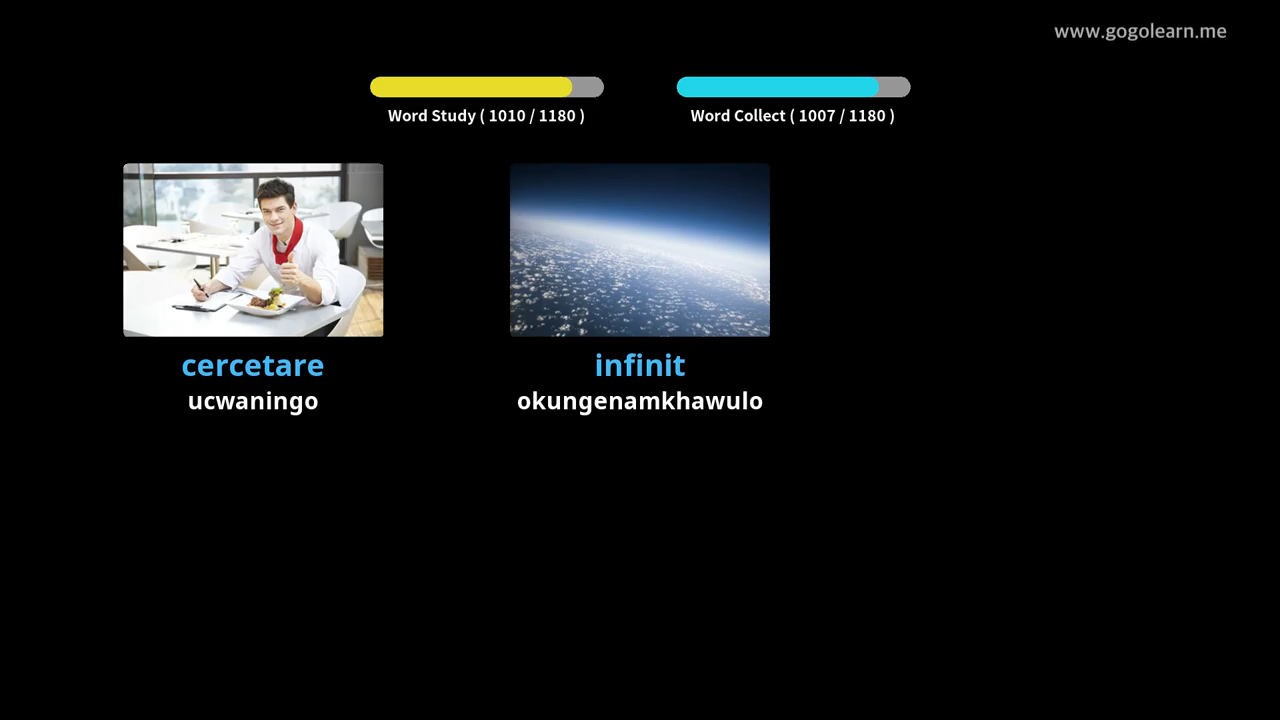 www.gogolearn.me
Word Study ( 1010 / 1180 )
Word Collect ( 1007 / 1180 )
cercetare
ucwaningo
infinit
okungenamkhawulo